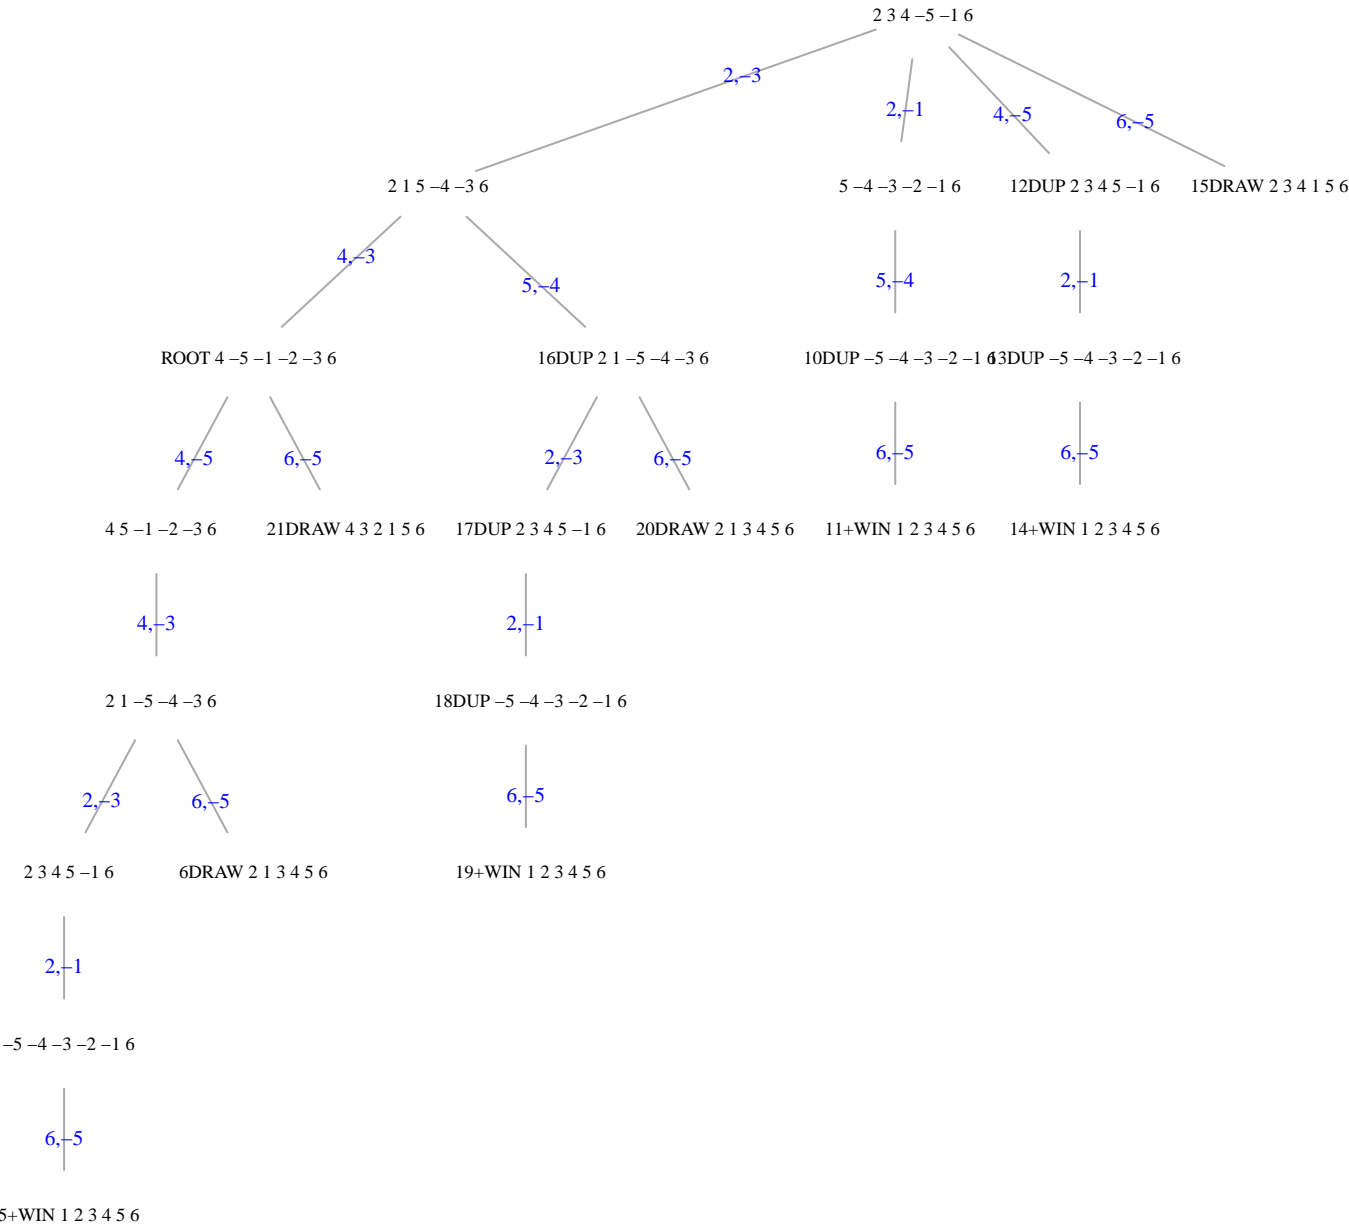 2 3 4 –5 –1 6
2,–3
2,–1
4,–5
6,–5
2 1 5 –4 –3 6
5 –4 –3 –2 –1 6
12DUP 2 3 4 5 –1 6
15DRAW 2 3 4 1 5 6
4,–3
5,–4
5,–4
2,–1
ROOT 4 –5 –1 –2 –3 6
16DUP 2 1 –5 –4 –3 6
10DUP –5 –4 –3 –2 –1 6
13DUP –5 –4 –3 –2 –1 6
4,–5
6,–5
2,–3
6,–5
6,–5
6,–5
4 5 –1 –2 –3 6
21DRAW 4 3 2 1 5 6
17DUP 2 3 4 5 –1 6
20DRAW 2 1 3 4 5 6
11+WIN 1 2 3 4 5 6
14+WIN 1 2 3 4 5 6
4,–3
2,–1
2 1 –5 –4 –3 6
18DUP –5 –4 –3 –2 –1 6
2,–3
6,–5
6,–5
2 3 4 5 –1 6
6DRAW 2 1 3 4 5 6
19+WIN 1 2 3 4 5 6
2,–1
–5 –4 –3 –2 –1 6
6,–5
5+WIN 1 2 3 4 5 6